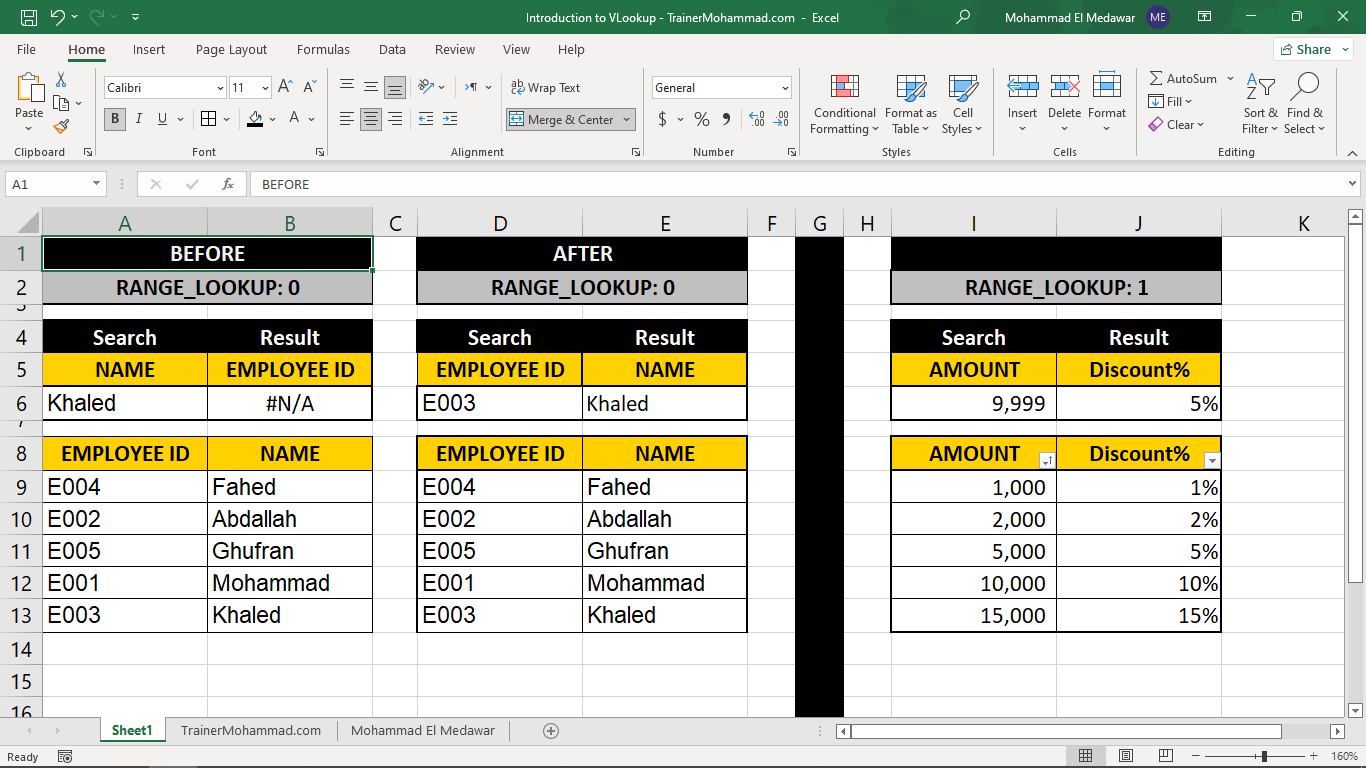 Introduction to VLookup - TrainerMohammad.com - Excel
Mohammad El Medawar ME
File Home Insert Page Layout Formulas Data Review View Help Share
Paste
Clipboard
Calibri 11
B I U A
Font
ab Wrap Text
Merge & Center
Alignment
General
$ % 9
Number
Conditional Formatting
Format as Table
Cell Styles
Styles
Insert Delete Format
Cells
AutoSum
Fill
Clear
Sort & Filter
Find & Select
Editing
A1 fx BEFORE
A B C D E F G H I J K
1 BEFORE AFTER
2 RANGE_LOOKUP: 0 RANGE_LOOKUP: 0 RANGE_LOOKUP: 1
3
4 Search Result Search Result Search Result
5 NAME EMPLOYEE ID EMPLOYEE ID NAME AMOUNT Discount%
6 Khaled #N/A E003 Khaled 9,999 5%
7
8 EMPLOYEE ID NAME EMPLOYEE ID NAME AMOUNT Discount%
9 E004 Fahed E004 Fahed 1,000 1%
10 E002 Abdallah E002 Abdallah 2,000 2%
11 E005 Ghufran E005 Ghufran 5,000 5%
12 E001 Mohammad E001 Mohammad 10,000 10%
13 E003 Khaled E003 Khaled 15,000 15%
14
15
16
Sheet1 TrainerMohammad.com Mohammad El Medawar
Ready 160%